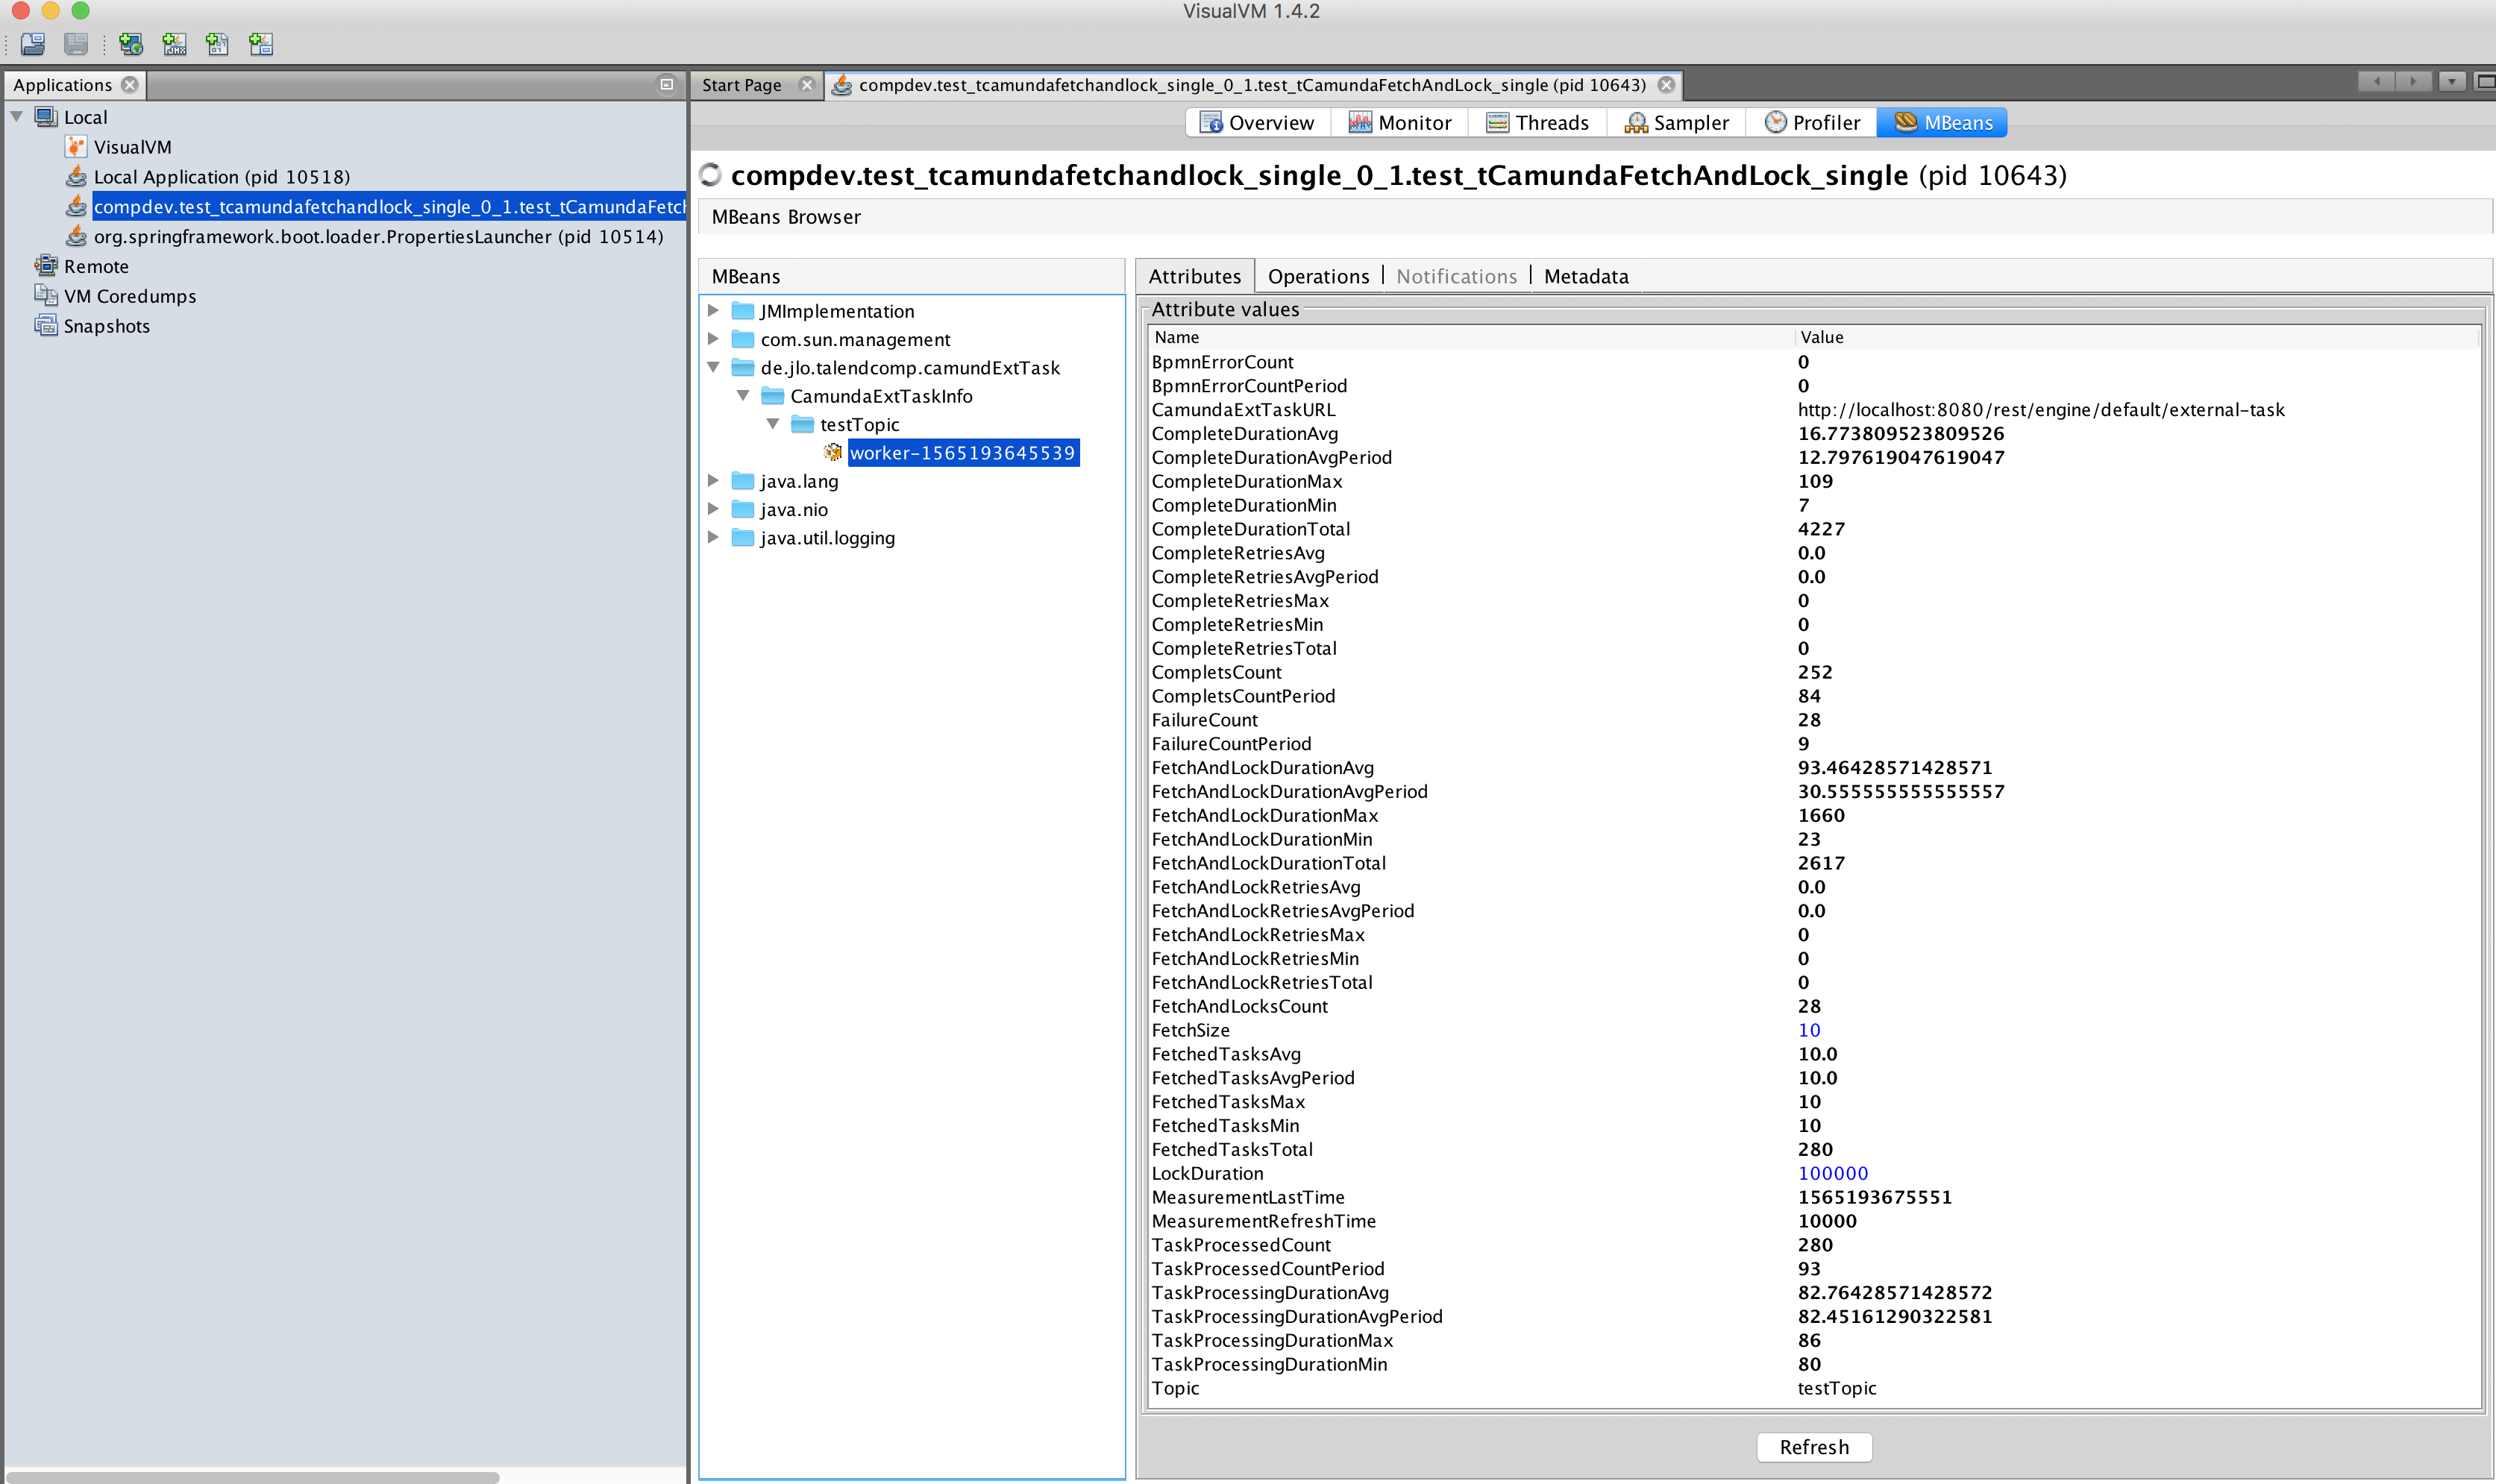 VisualVM 1.4.2
Applications
Start Page
compdev.test_tcamundafetchandlock_single_0_1.test_tCamundaFetchAndLock_single (pid 10643)
Local
VisualVM
Local Application (pid 10518)
compdev.test_tcamundafetchandlock_single_0_1.test_tCamundaFetch
org.springframework.boot.loader.PropertiesLauncher (pid 10514)
Remote
VM Coredumps
Snapshots
Overview Monitor Threads Sampler Profiler MBeans
compdev.test_tcamundafetchandlock_single_0_1.test_tCamundaFetchAndLock_single (pid 10643)
MBeans Browser
MBeans
JMImplementation
com.sun.management
de.jlo.talendcomp.camundExtTask
CamundaExtTaskInfo
testTopic
worker-1565193645539
java.lang
java.nio
java.util.logging
Attributes Operations Notifications Metadata
Attribute values
Name Value
BpmnErrorCount 0
BpmnErrorCountPeriod 0
CamundaExtTaskURL http://localhost:8080/rest/engine/default/external-task
CompleteDurationAvg 16.773809523809526
CompleteDurationAvgPeriod 12.797619047619047
CompleteDurationMax 109
CompleteDurationMin 7
CompleteDurationTotal 4227
CompleteRetriesAvg 0.0
CompleteRetriesAvgPeriod 0.0
CompleteRetriesMax 0
CompleteRetriesMin 0
CompleteRetriesTotal 0
CompletsCount 252
CompletsCountPeriod 84
FailureCount 28
FailureCountPeriod 9
FetchAndLockDurationAvg 93.46428571428571
FetchAndLockDurationAvgPeriod 30.555555555555557
FetchAndLockDurationMax 1660
FetchAndLockDurationMin 23
FetchAndLockDurationTotal 2617
FetchAndLockRetriesAvg 0.0
FetchAndLockRetriesAvgPeriod 0.0
FetchAndLockRetriesMax 0
FetchAndLockRetriesMin 0
FetchAndLockRetriesTotal 0
FetchAndLocksCount 28
FetchSize 10
FetchedTasksAvg 10.0
FetchedTasksAvgPeriod 10.0
FetchedTasksMax 10
FetchedTasksMin 10
FetchedTasksTotal 280
LockDuration 100000
MeasurementLastTime 1565193675551
MeasurementRefreshTime 10000
TaskProcessedCount 280
TaskProcessedCountPeriod 93
TaskProcessingDurationAvg 82.76428571428572
TaskProcessingDurationAvgPeriod 82.45161290322581
TaskProcessingDurationMax 86
TaskProcessingDurationMin 80
Topic testTopic
Refresh